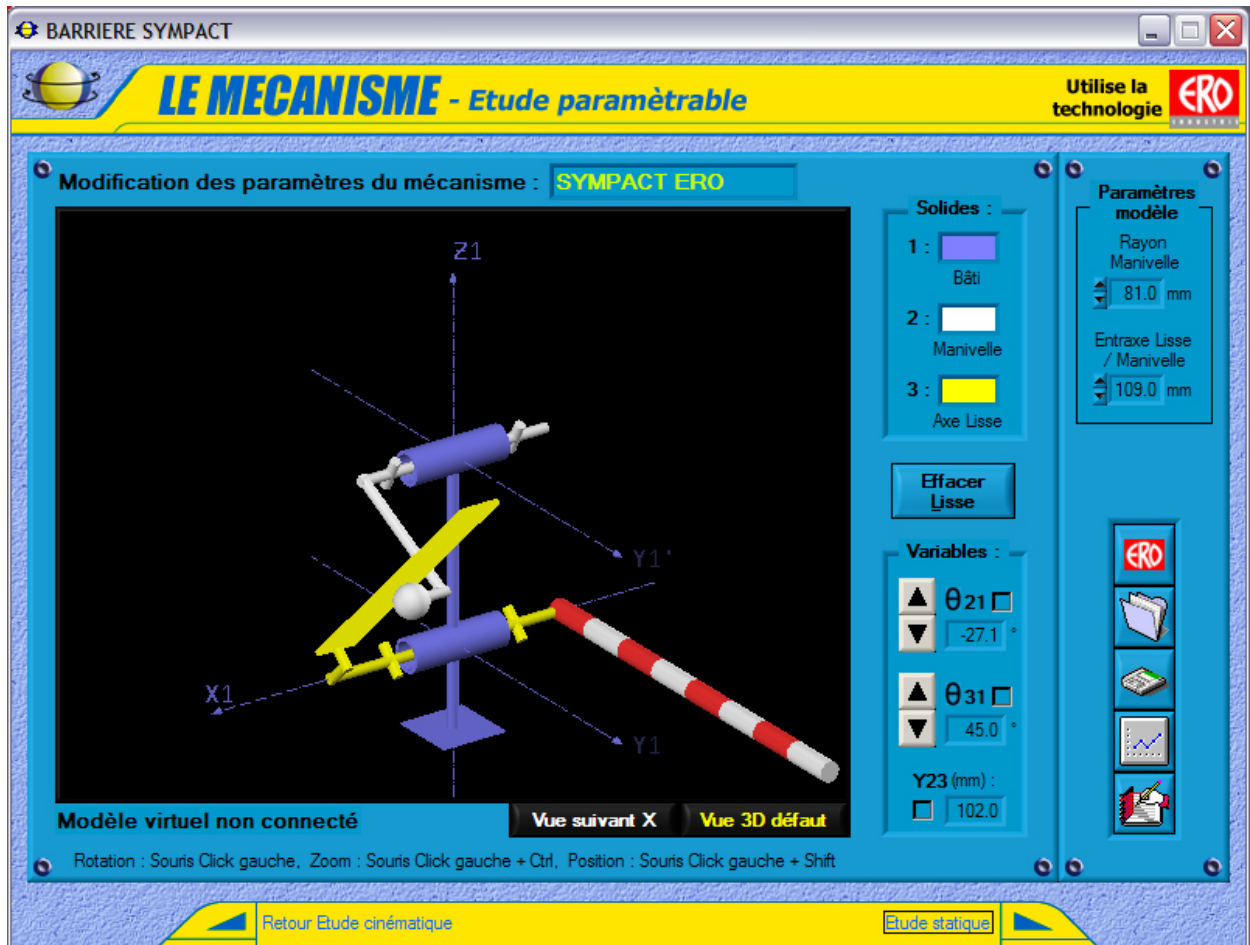 BARRIERE SYMPACT
LE MECANISME - Etude paramètrable
Utilise la
technologie
ERO
INDUSTRIE
Modification des paramètres du mécanisme : SYMPACT ERO
Z1
Y1'
X1
Y1
Modèle virtuel non connecté
Vue suivant X
Vue 3D défaut
Rotation : Souris Click gauche, Zoom : Souris Click gauche + Ctrl, Position : Souris Click gauche + Shift
Solides :
1 :
Bâti
2 :
Manivelle
3 :
Axe Lisse
Effacer
Lisse
Variables :
θ21
-27.1 °
θ31
45.0 °
Y23 (mm) :
102.0
Paramètres
modèle
Rayon
Manivelle
81.0 mm
Entraxe Lisse
/ Manivelle
109.0 mm
ERO
Retour Etude cinématique
Etude statique